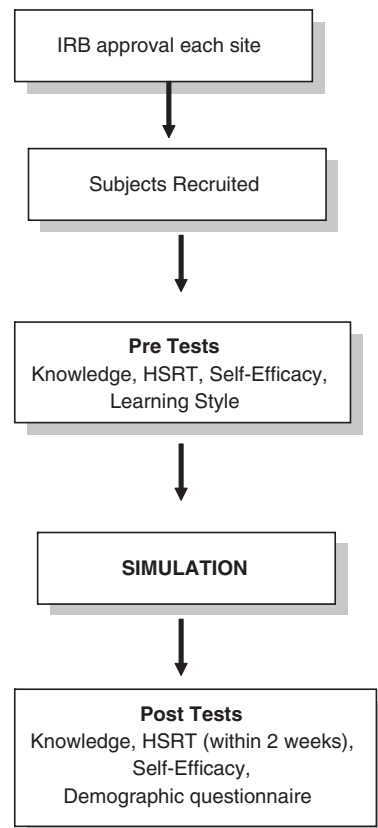 IRB approval each site
Subjects Recruited
Pre Tests
Knowledge, HSRT, Self-Efficacy,
Learning Style
SIMULATION
Post Tests
Knowledge, HSRT (within 2 weeks),
Self-Efficacy,
Demographic questionnaire